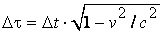 Δτ = Δt · √(1 − v² / c²)